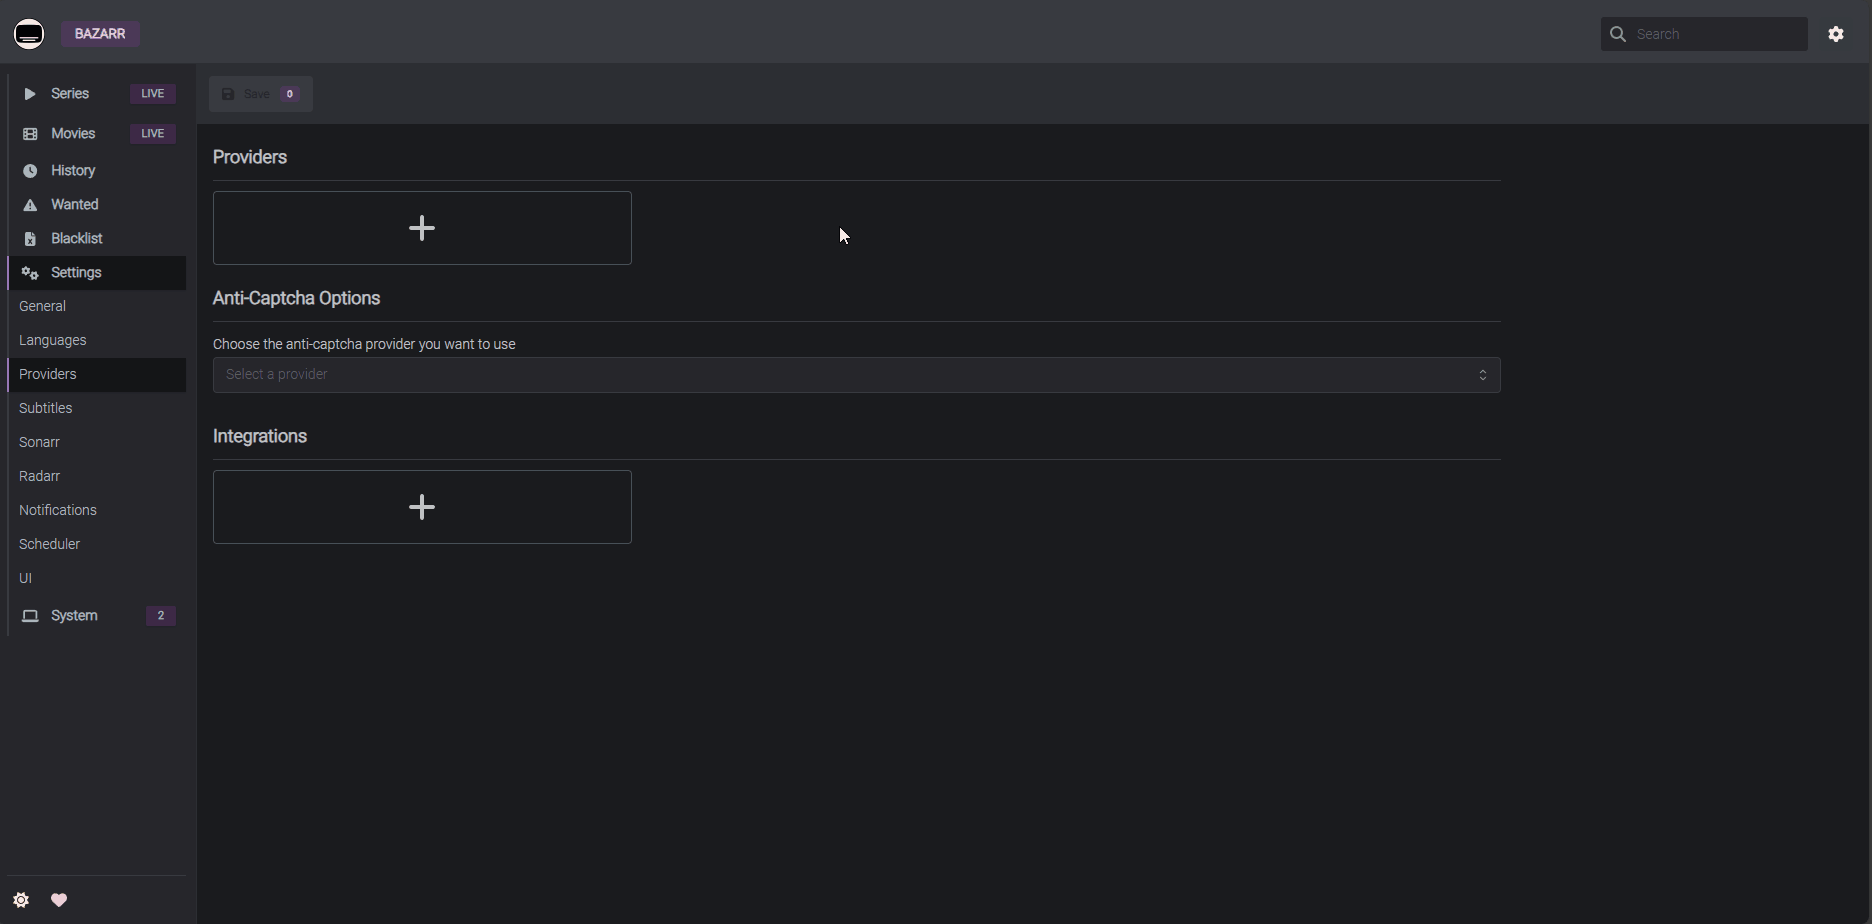 BAZARR
Search
Series LIVE
Movies LIVE
History
Wanted
Blacklist
Settings
General
Languages
Providers
Subtitles
Sonarr
Radarr
Notifications
Scheduler
UI
System 2
Save 0
Providers
Anti-Captcha Options
Choose the anti-captcha provider you want to use
Select a provider
Integrations